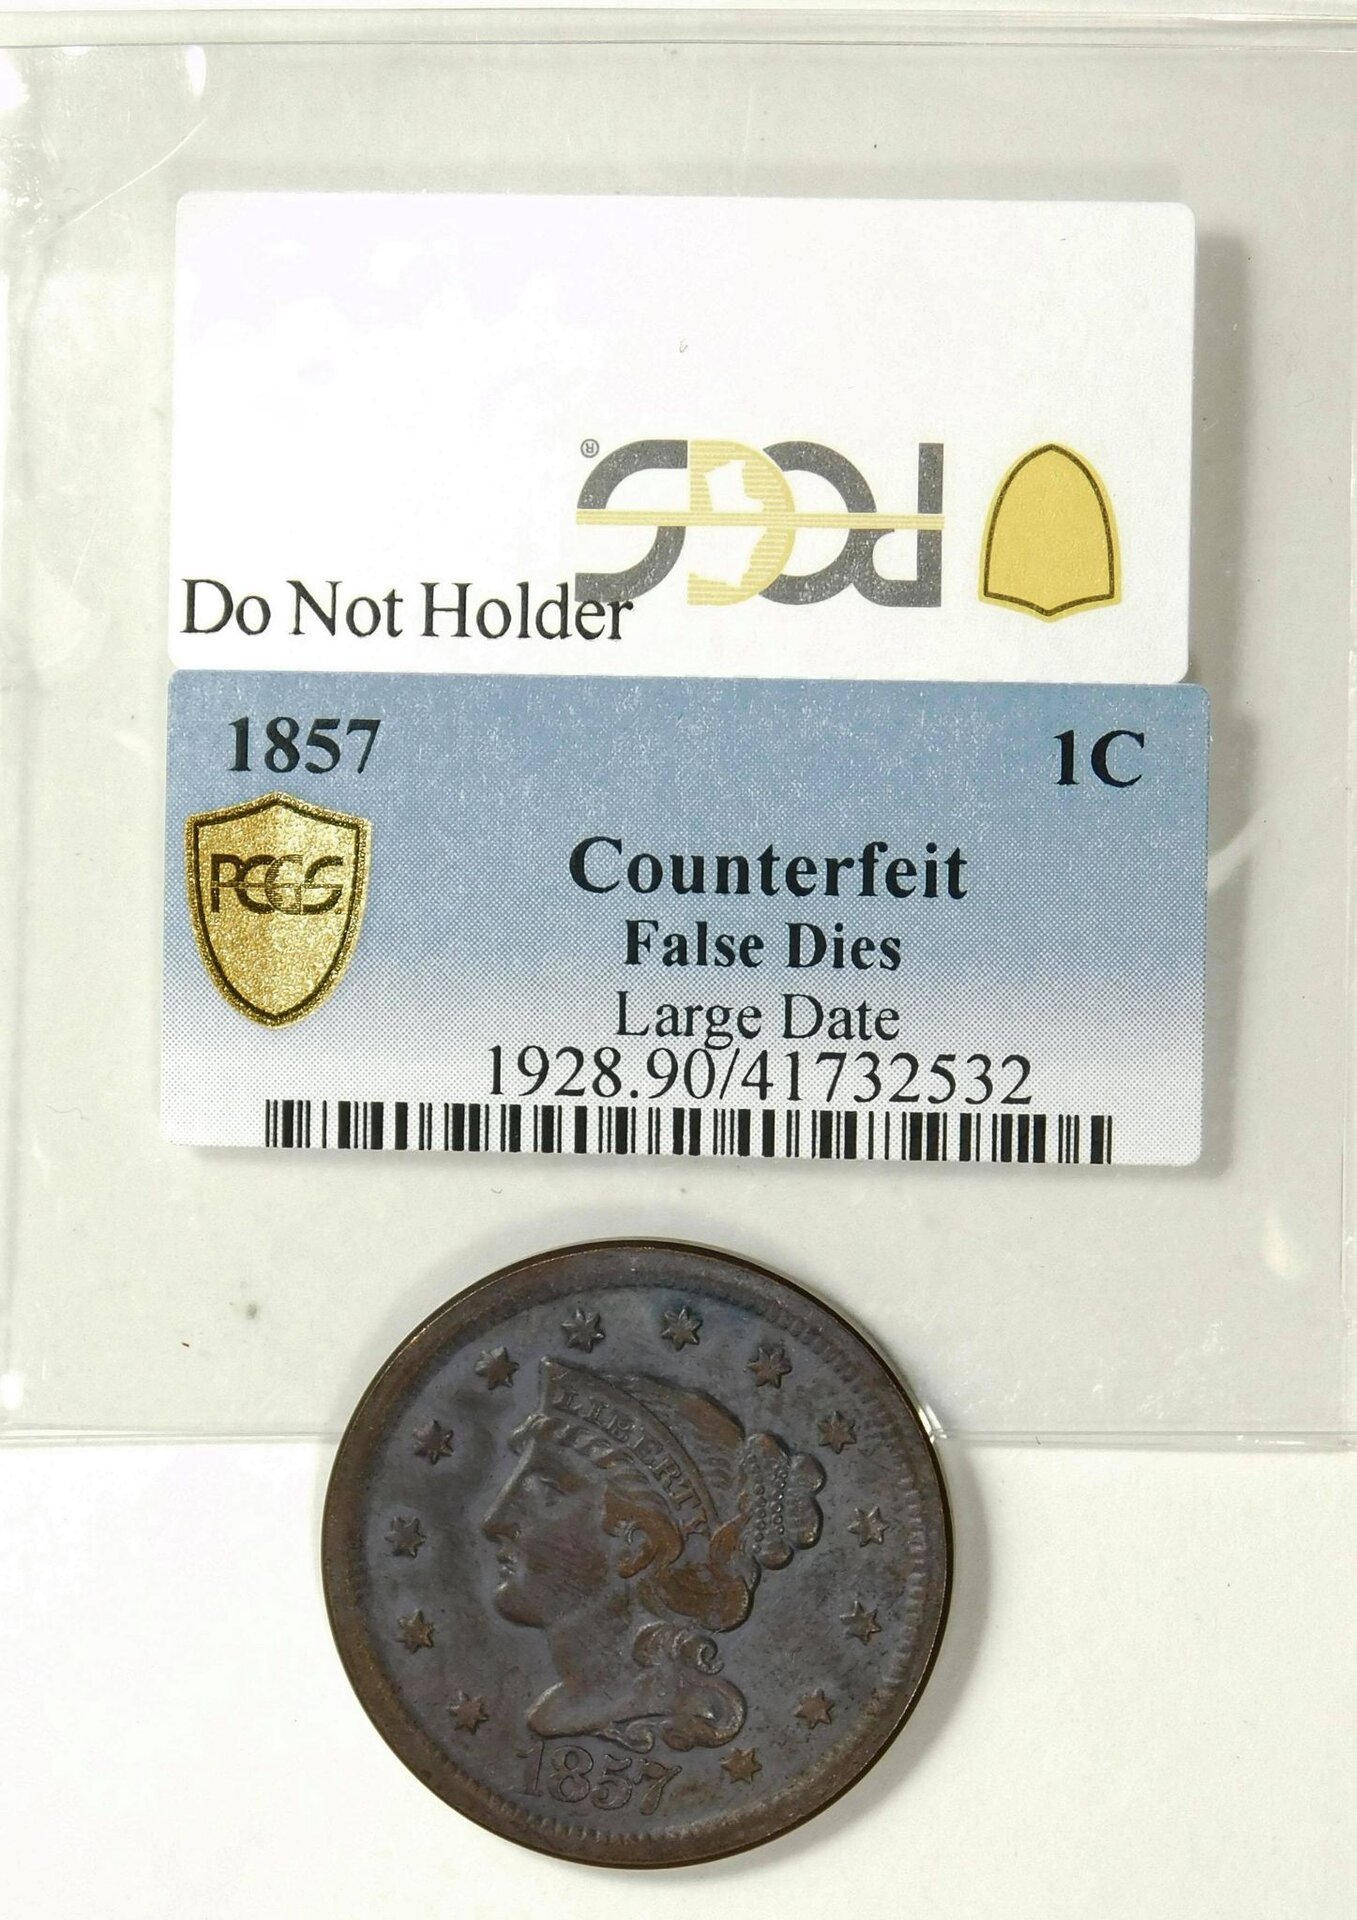 PCGS®
Do Not Holder
1857 1C
PCGS
Counterfeit
False Dies
Large Date
1928.90/41732532
LIBERTY
1857